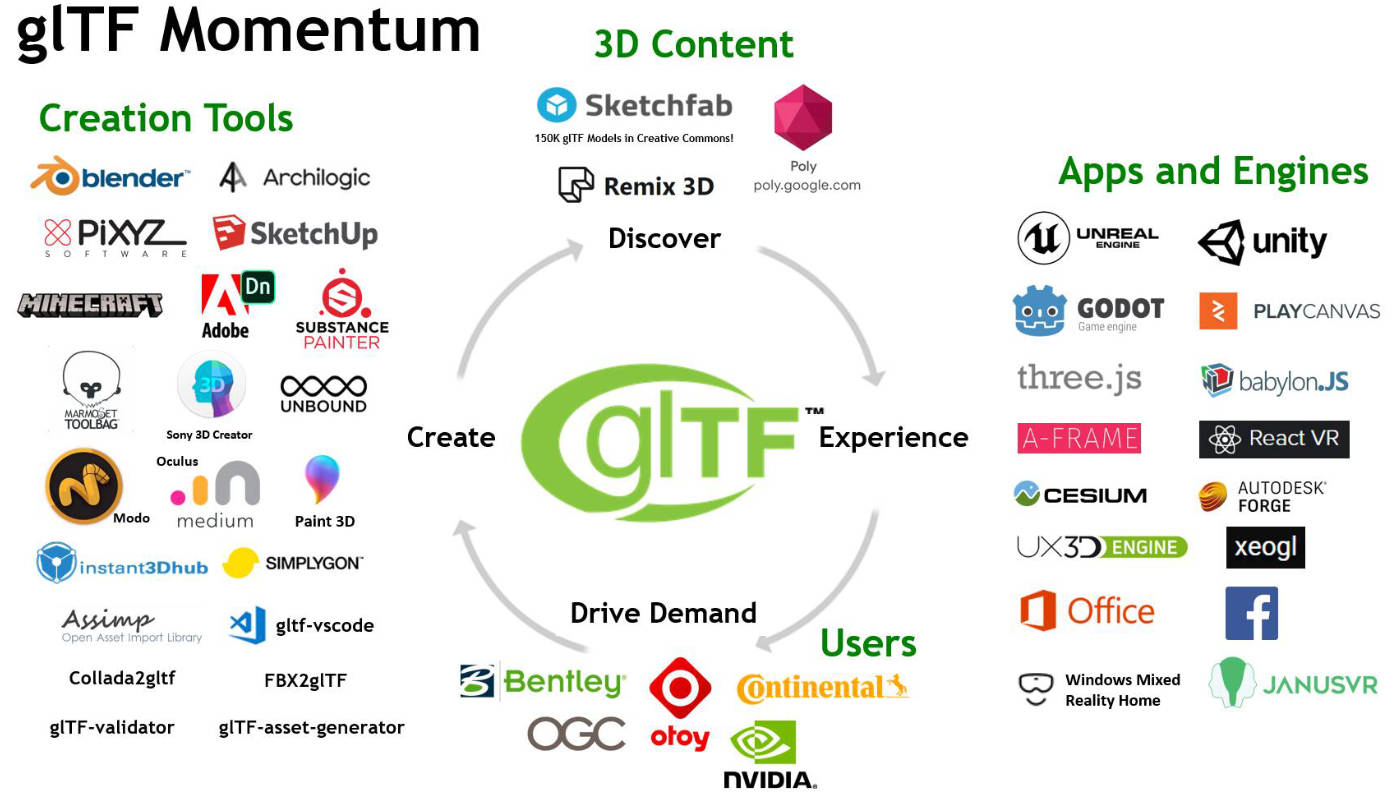 glTF Momentum
3D Content
Sketchfab
150K glTF Models in Creative Commons!
Poly
poly.google.com
Remix 3D
Discover
Creation Tools
blender™
Archilogic
PiXYZ
SOFTWARE
SketchUp
MINECRAFT
Dn
Adobe
SUBSTANCE
PAINTER
MARMOSET
TOOLBAG
3D
Sony 3D Creator
UNBOUND
Modo
Oculus
medium
Paint 3D
instant3Dhub
SIMPLYGON™
Assimp
Open Asset Import Library
gltf-vscode
Collada2gltf
FBX2glTF
glTF-validator
glTF-asset-generator
Create
glTF™
Experience
Drive Demand
Users
Bentley®
OGC
otoy
Continental
NVIDIA®
Apps and Engines
UNREAL
ENGINE
unity
GODOT
Game engine
PLAYCANVAS
three.js
babylon.JS
A-FRAME
React VR
CESIUM
AUTODESK®
FORGE
UX3D ENGINE
xeogl
Office
f
Windows Mixed
Reality Home
JANUSVR